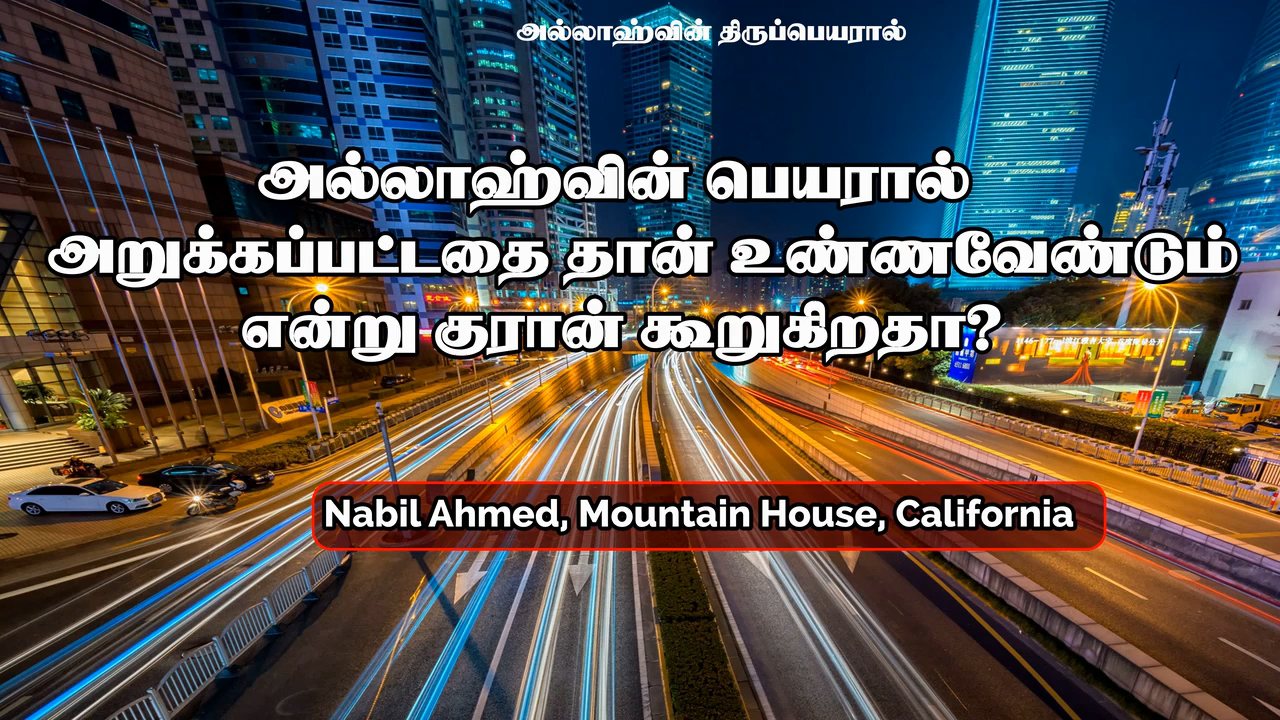 அல்லாஹ்வின் திருப்பெயரால்
அல்லாஹ்வின் பெயரால்
அறுக்கப்பட்டதை தான் உண்ணவேண்டும்
என்று குரான் கூறுகிறதா?
Nabil Ahmed, Mountain House, California